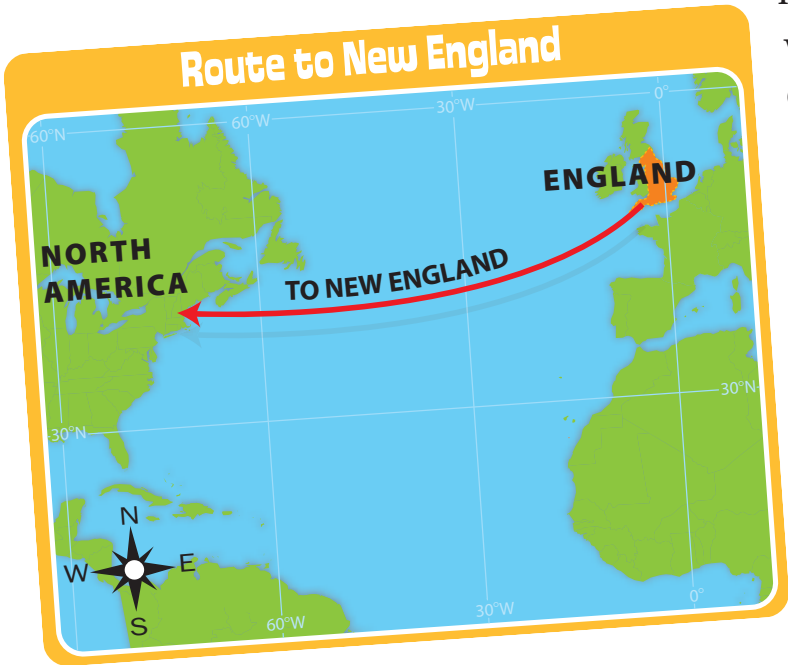 Route to New England
60°N
60°W
30°W
0°
ENGLAND
NORTH
AMERICA
TO NEW ENGLAND
30°N
30°N
N
W
E
S
60°W
30°W
0°